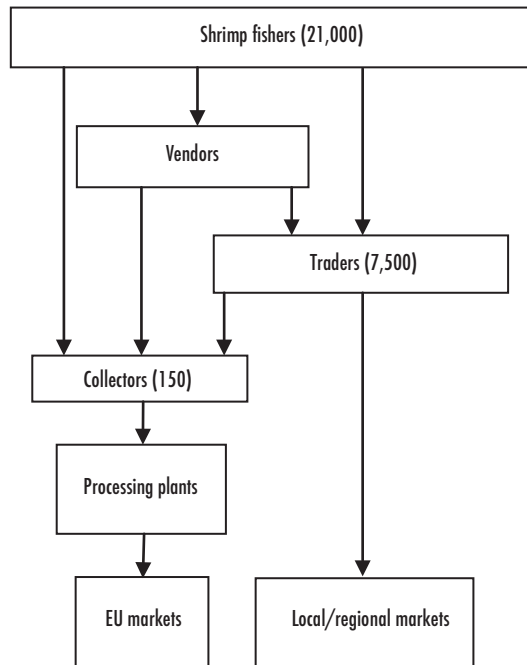 Shrimp fishers (21,000)
Vendors
Traders (7,500)
Collectors (150)
Processing plants
EU markets
Local/regional markets